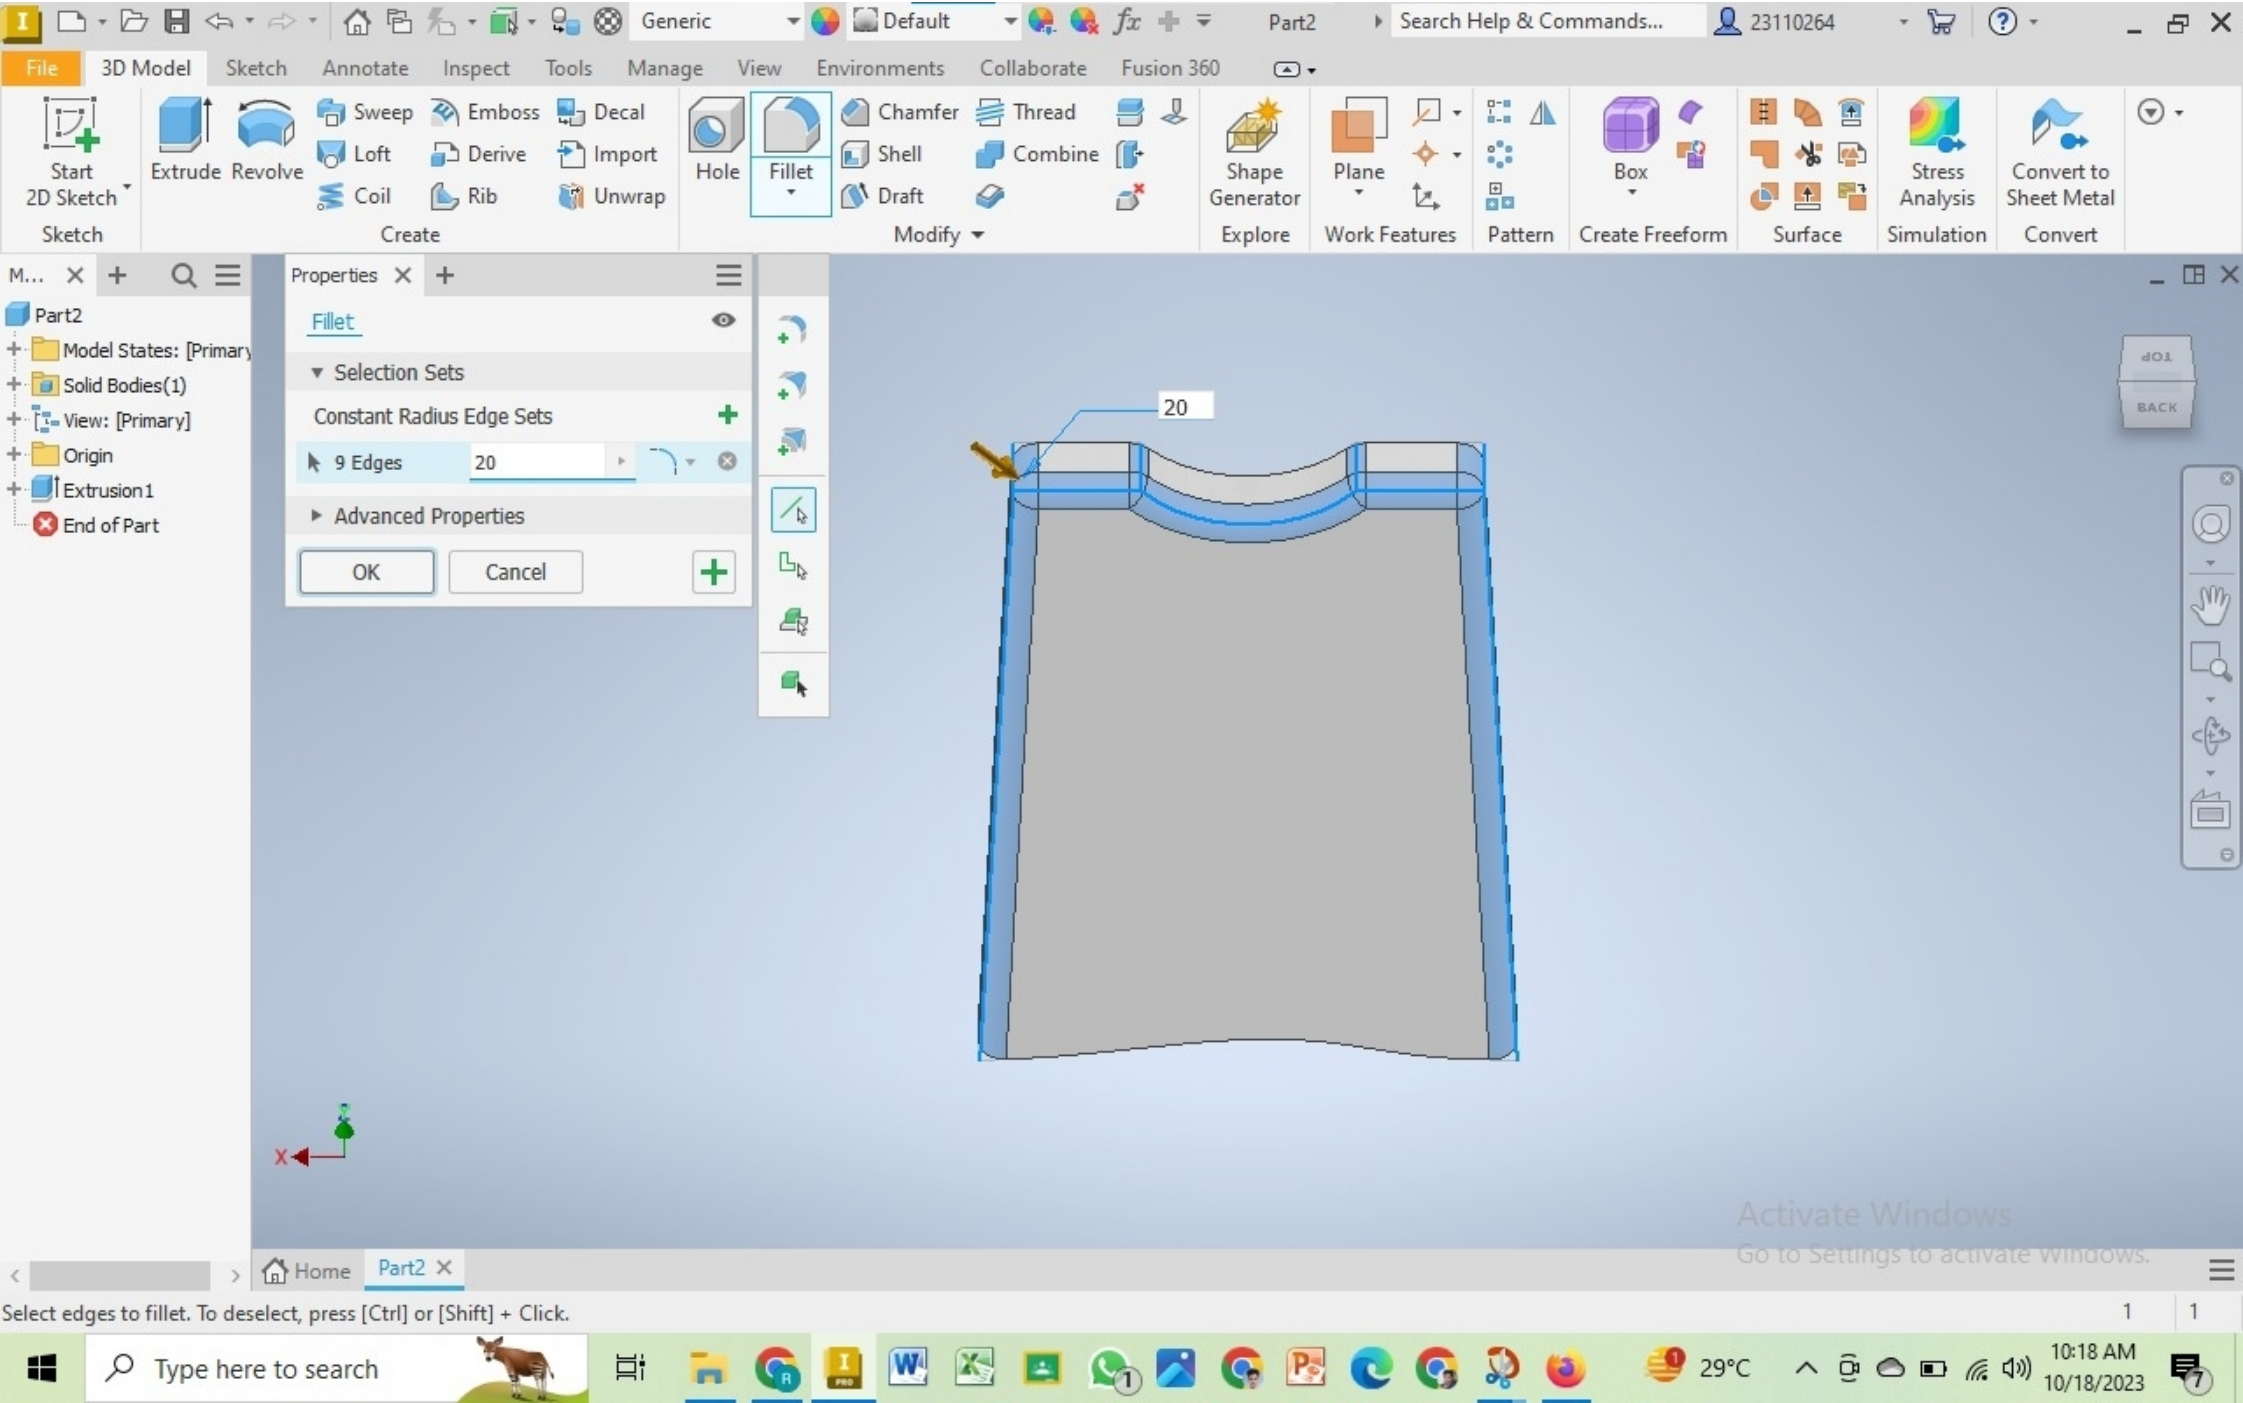 I Generic Default fx Part2 Search Help & Commands... 23110264
File 3D Model Sketch Annotate Inspect Tools Manage View Environments Collaborate Fusion 360
Start 2D Sketch
Sketch
Extrude Revolve
Sweep Emboss Decal
Loft Derive Import
Coil Rib Unwrap
Create
Hole Fillet
Chamfer Thread
Shell Combine
Draft
Modify
Shape Generator
Explore
Plane
Work Features
Pattern
Box
Create Freeform
Surface
Stress Analysis
Simulation
Convert to Sheet Metal
Convert
M...
Part2
Model States: [Primary
Solid Bodies(1)
View: [Primary]
Origin
Extrusion1
End of Part
Properties
Fillet
Selection Sets
Constant Radius Edge Sets
9 Edges 20
Advanced Properties
OK Cancel
20
TOP
BACK
X
Activate Windows
Go to Settings to activate Windows.
Home Part2
Select edges to fillet. To deselect, press [Ctrl] or [Shift] + Click. 1 1
Type here to search
R
I
PRO
W
X
1
P
1
29°C
10:18 AM
10/18/2023
7